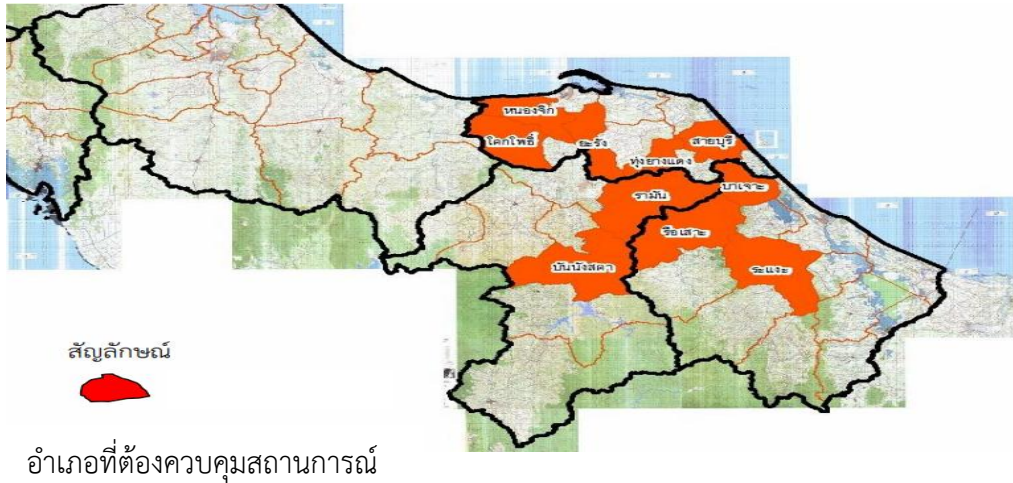 หนองจิก
โคกโพธิ์
ยะรัง
สายบุรี
ทุ่งยางแดง
รามัน
บาเจาะ
รือเสาะ
บันนังสตา
ระแงะ
สัญลักษณ์
อำเภอที่ต้องควบคุมสถานการณ์